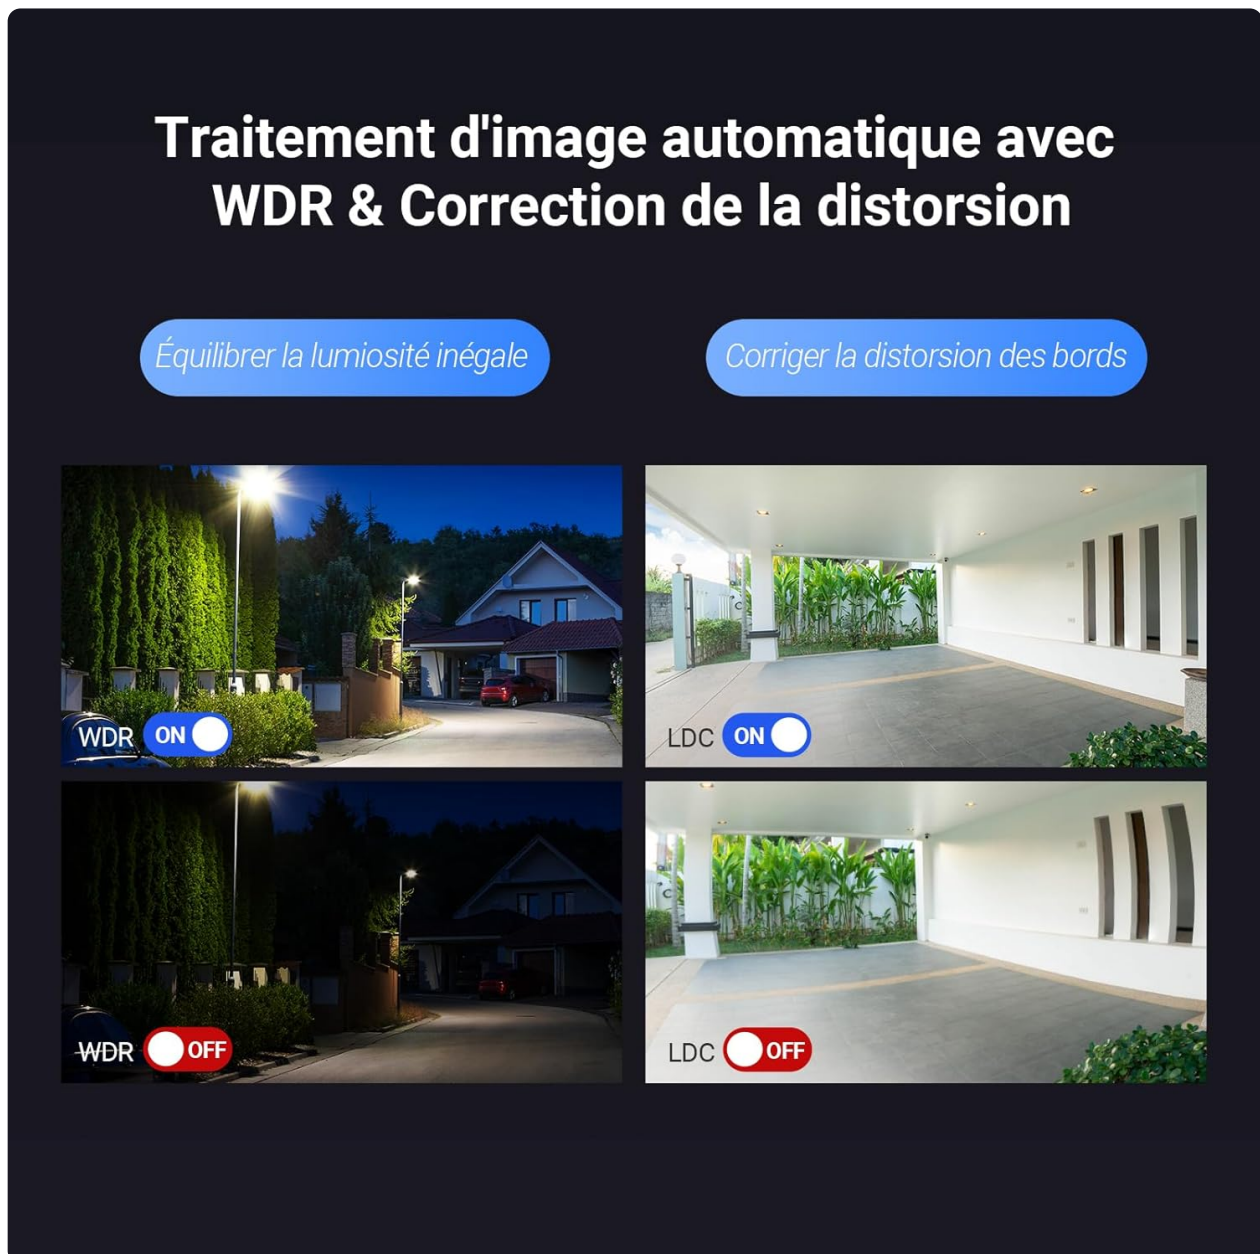 Traitement d'image automatique avec
WDR & Correction de la distorsion
Équilibrer la lumiosité inégale
Corriger la distorsion des bords
WDR ON
LDC ON
WDR OFF
LDC OFF